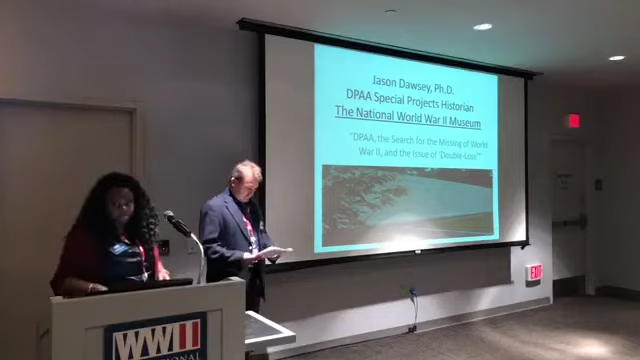 Jason Dawsey, Ph.D.
DPAA Special Projects Historian
The National World War II Museum
"DPAA, the Search for the Missing of World
War II, and the Issue of 'Double-Loss'"
EXIT
WWII